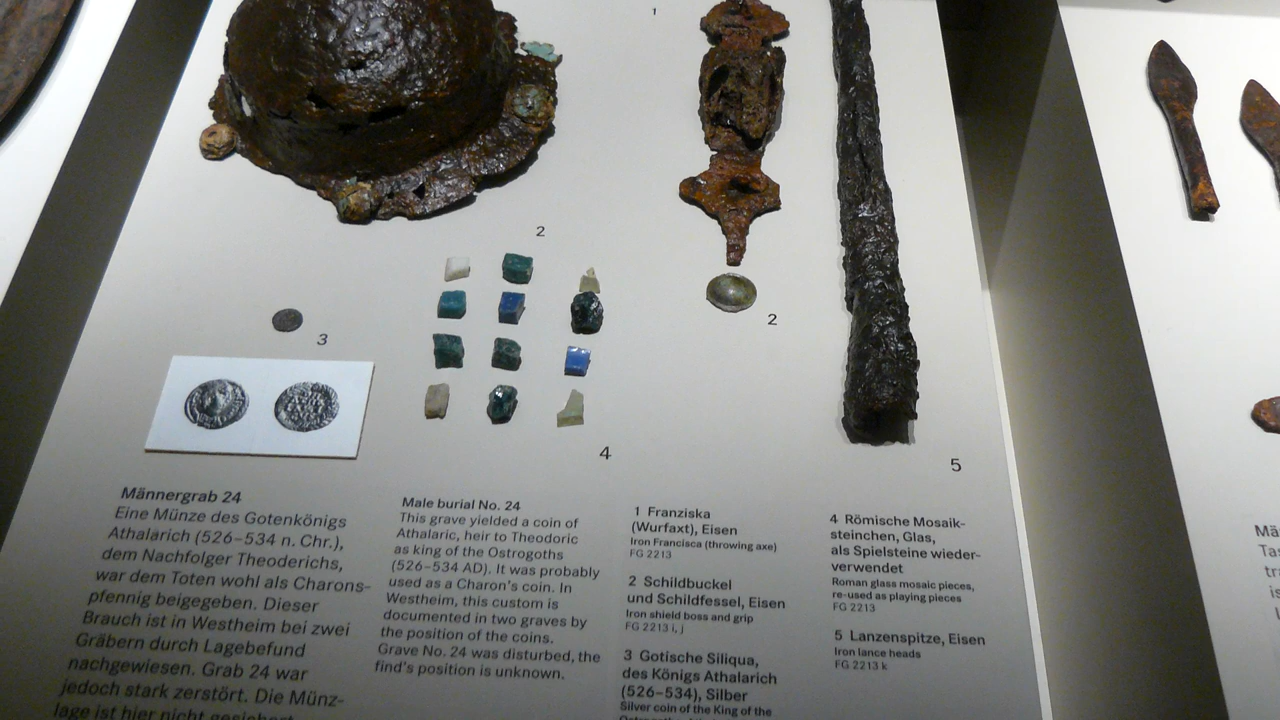 1
2
2
3
4
5
Männergrab 24
Eine Münze des Gotenkönigs
Athalarich (526–534 n. Chr.),
dem Nachfolger Theoderichs,
war dem Toten wohl als Charons-
pfennig beigegeben. Dieser
Brauch ist in Westheim bei zwei
Gräbern durch Lagebefund
nachgewiesen. Grab 24 war
jedoch stark zerstört. Die Münz-
lage ist hier nicht gesichert
Male burial No. 24
This grave yielded a coin of
Athalaric, heir to Theodoric
as king of the Ostrogoths
(526–534 AD). It was probably
used as a Charon's coin. In
Westheim, this custom is
documented in two graves by
the position of the coins.
Grave No. 24 was disturbed, the
find's position is unknown.
1 Franziska
(Wurfaxt), Eisen
Iron Francisca (throwing axe)
FG 2213
2 Schildbuckel
und Schildfessel, Eisen
Iron shield boss and grip
FG 2213 i, j
3 Gotische Siliqua,
des Königs Athalarich
(526–534), Silber
Silver coin of the King of the
4 Römische Mosaik-
steinchen, Glas,
als Spielsteine wieder-
verwendet
Roman glass mosaic pieces,
re-used as playing pieces
FG 2213
5 Lanzenspitze, Eisen
Iron lance heads
FG 2213 k